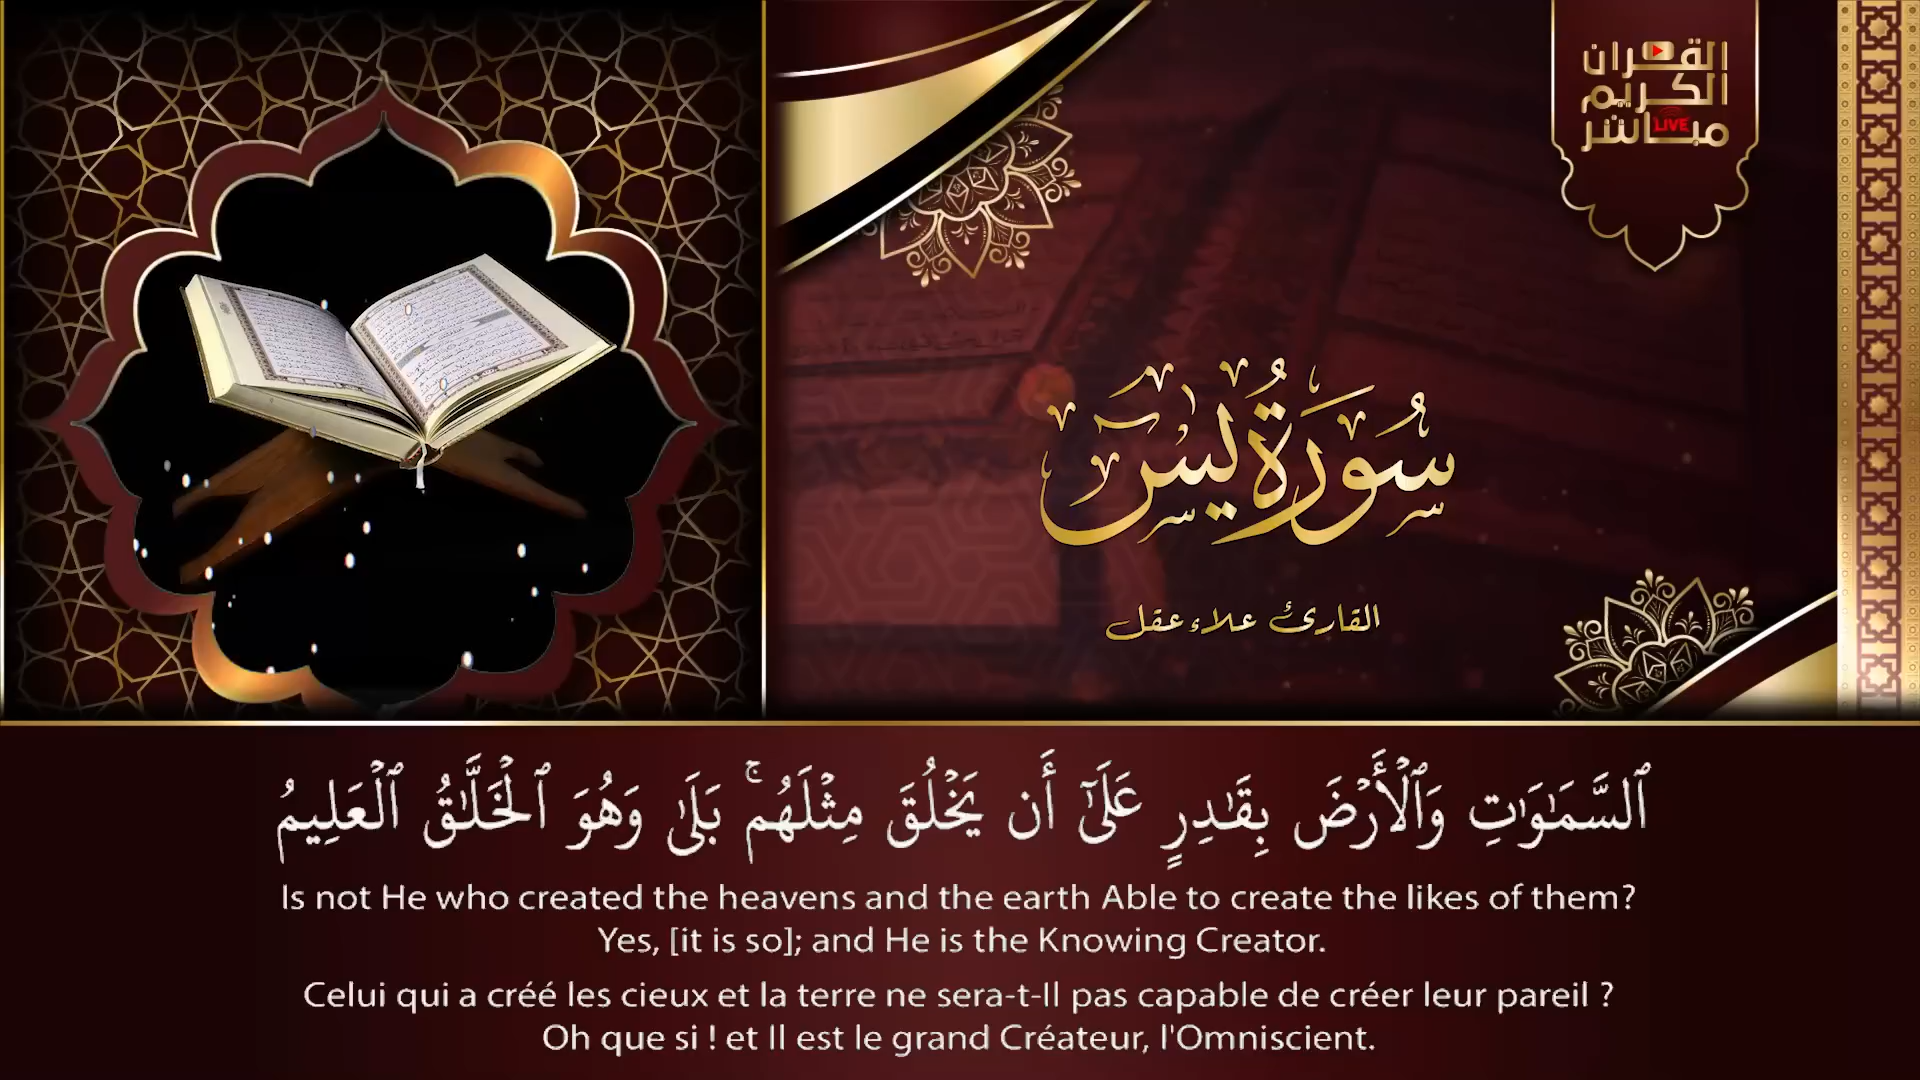 القرآن
الكريم
مباشر
LIVE
سُورَةُ يسٓ
القارئ علاء عقل
ٱلسَّمَٰوَٰتِ وَٱلْأَرْضَ بِقَٰدِرٍ عَلَىٰٓ أَن يَخْلُقَ مِثْلَهُم ۚ بَلَىٰ وَهُوَ ٱلْخَلَّٰقُ ٱلْعَلِيمُ
Is not He who created the heavens and the earth Able to create the likes of them?
Yes, [it is so]; and He is the Knowing Creator.
Celui qui a créé les cieux et la terre ne sera-t-Il pas capable de créer leur pareil ?
Oh que si ! et Il est le grand Créateur, l'Omniscient.